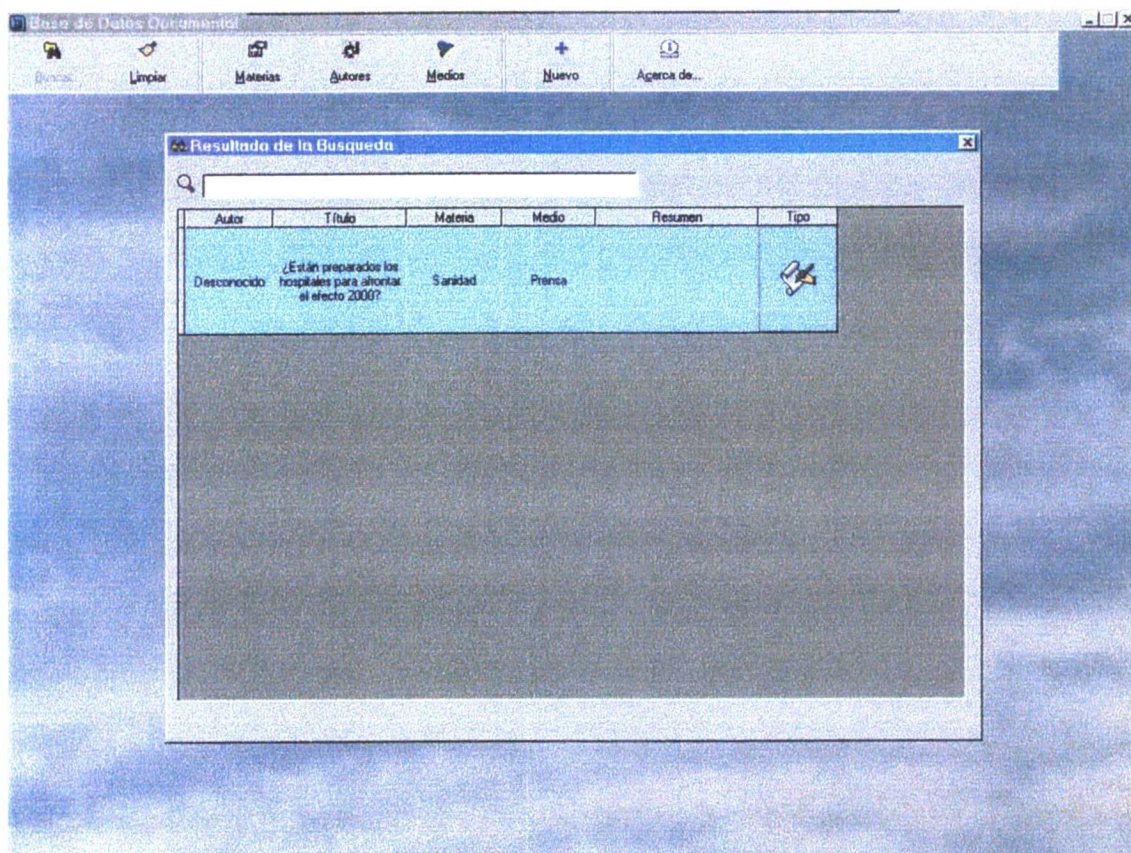 Base de Datos Documental
Buscar Limpiar Materias Autores Medios Nuevo Acerca de...
Resultado de la Busqueda
Autor Título Materia Medio Resumen Tipo
Desconocido ¿Están preparados los hospitales para afrontar el efecto 2000? Sanidad Prensa